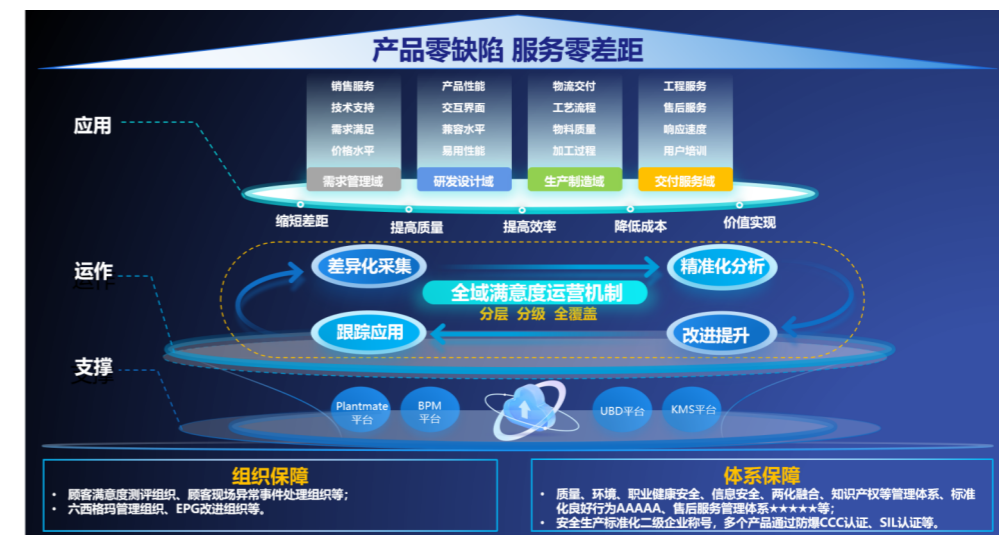 产品零缺陷 服务零差距
应用
销售服务
技术支持
需求满足
价格水平
需求管理域
产品性能
交互界面
兼容水平
易用性能
研发设计域
物流交付
工艺流程
物料质量
加工过程
生产制造域
工程服务
售后服务
响应速度
用户培训
交付服务域
缩短差距
提高质量
提高效率
降低成本
价值实现
运作
差异化采集
精准化分析
全域满意度运营机制
分层 分级 全覆盖
跟踪应用
改进提升
支撑
Plantmate
平台
BPM
平台
UBD平台
KMS平台
组织保障
• 顾客满意度测评组织、顾客现场异常事件处理组织等；
• 六西格玛管理组织、EPG改进组织等。
体系保障
• 质量、环境、职业健康安全、信息安全、两化融合、知识产权等管理体系、标准
化良好行为AAAAA、售后服务管理体系★★★★★等；
• 安全生产标准化二级企业称号，多个产品通过防爆CCC认证、SIL认证等。